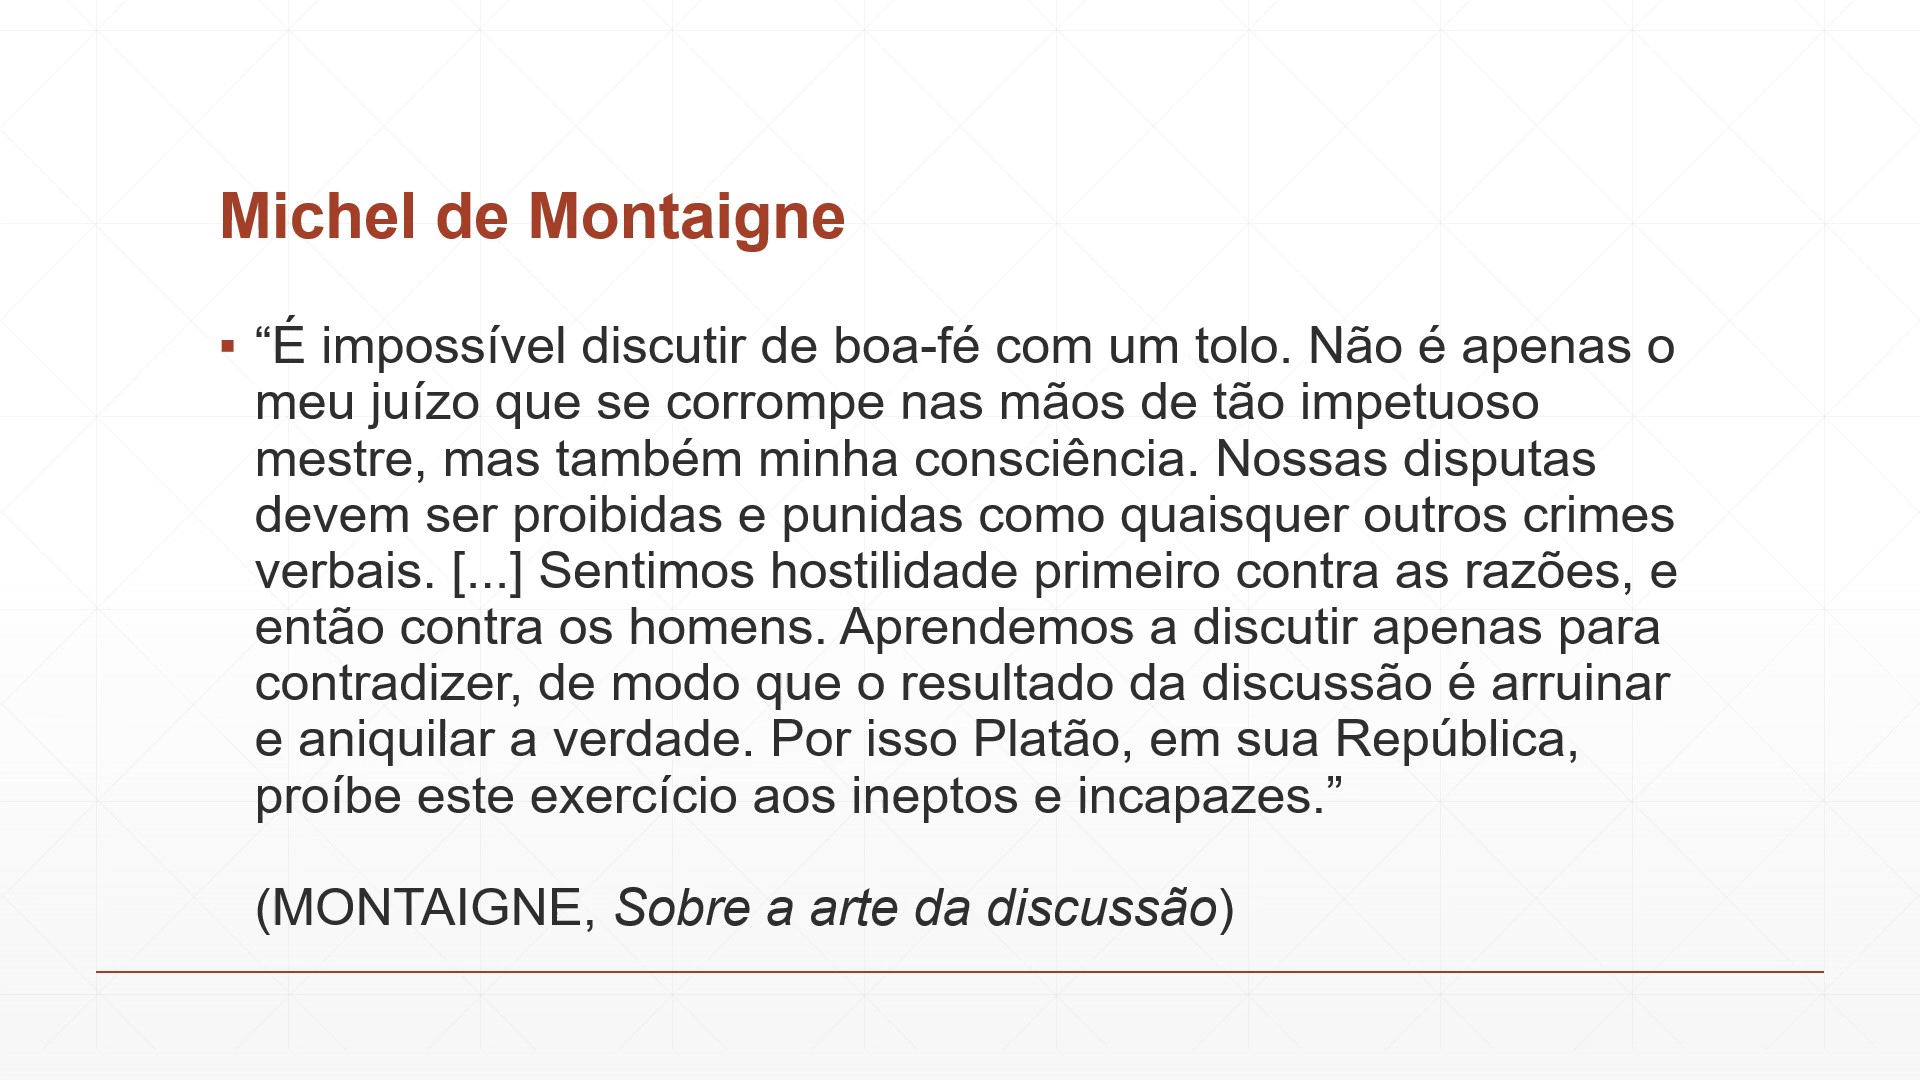 Michel de Montaigne
▪ “É impossível discutir de boa-fé com um tolo. Não é apenas o
meu juízo que se corrompe nas mãos de tão impetuoso
mestre, mas também minha consciência. Nossas disputas
devem ser proibidas e punidas como quaisquer outros crimes
verbais. [...] Sentimos hostilidade primeiro contra as razões, e
então contra os homens. Aprendemos a discutir apenas para
contradizer, de modo que o resultado da discussão é arruinar
e aniquilar a verdade. Por isso Platão, em sua República,
proíbe este exercício aos ineptos e incapazes.”
(MONTAIGNE, Sobre a arte da discussão)